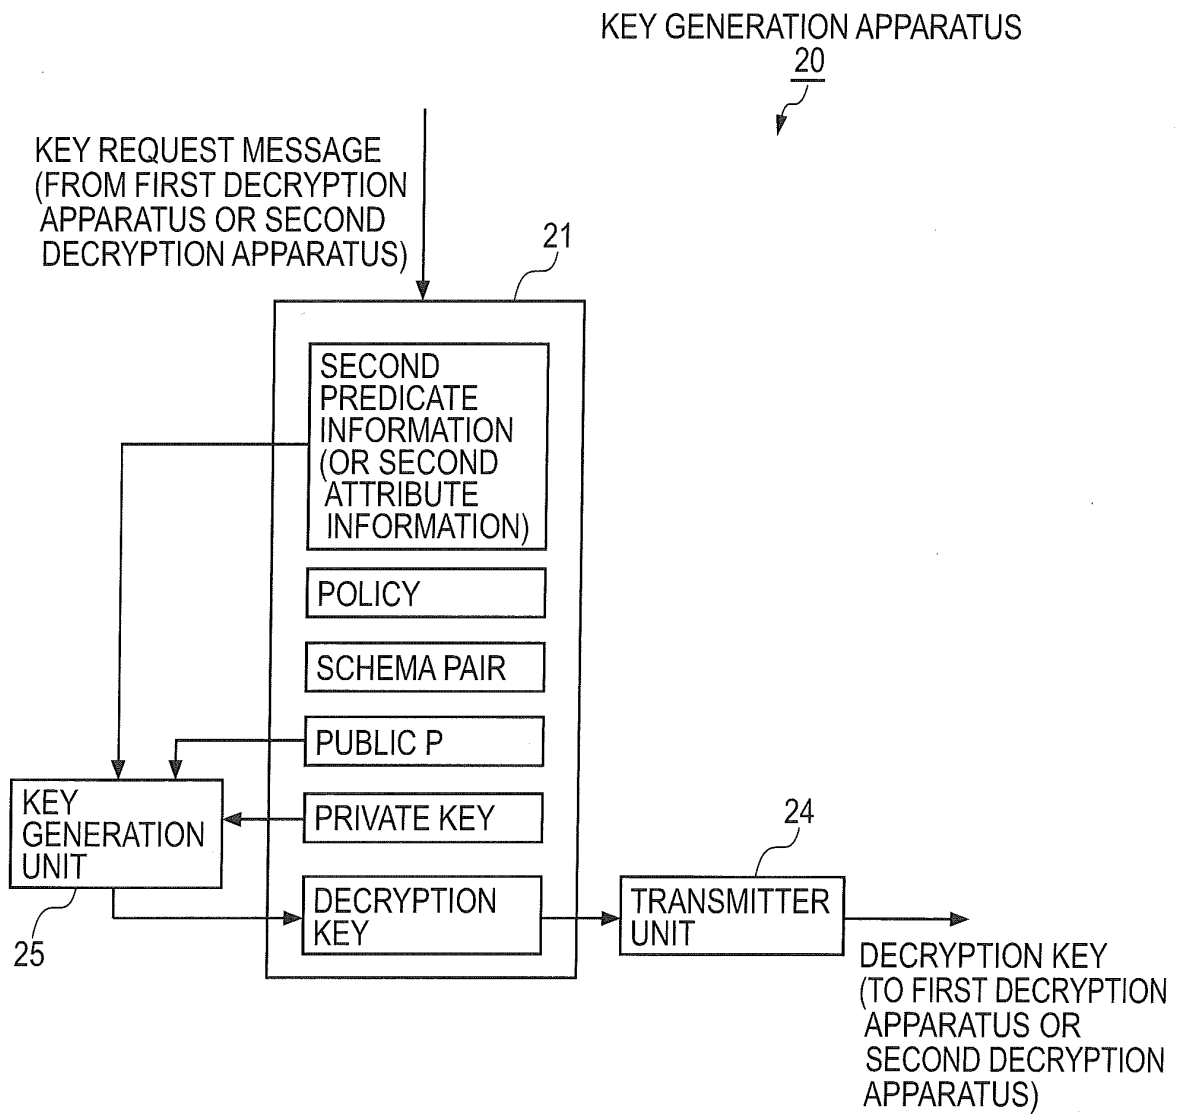 KEY GENERATION APPARATUS
20
KEY REQUEST MESSAGE
(FROM FIRST DECRYPTION
APPARATUS OR SECOND
DECRYPTION APPARATUS)
21
SECOND
PREDICATE
INFORMATION
(OR SECOND
ATTRIBUTE
INFORMATION)
POLICY
SCHEMA PAIR
PUBLIC P
KEY
GENERATION
UNIT
PRIVATE KEY
24
DECRYPTION
KEY
TRANSMITTER
UNIT
25
DECRYPTION KEY
(TO FIRST DECRYPTION
APPARATUS OR
SECOND DECRYPTION
APPARATUS)